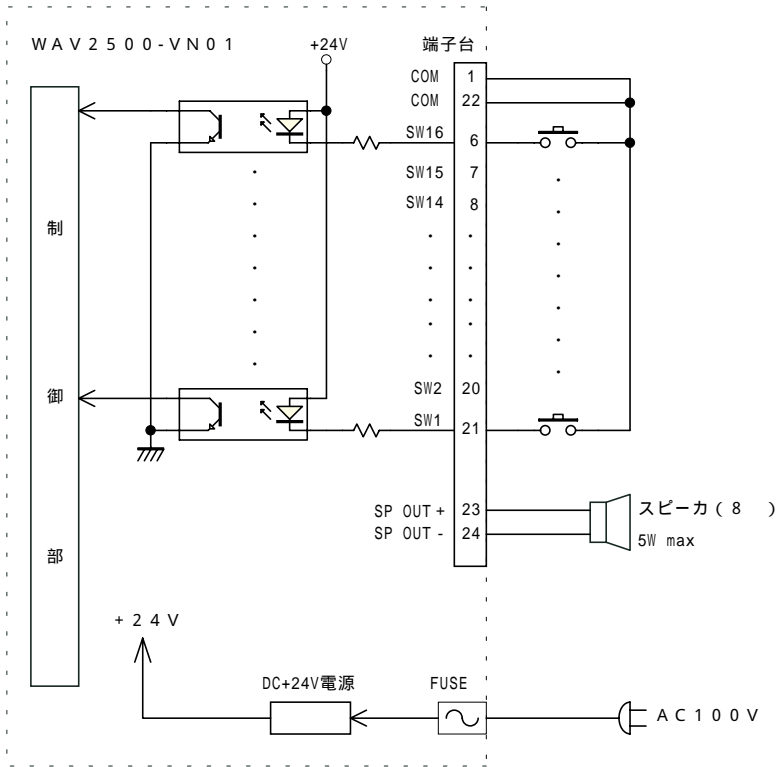 WAV2500-VN01
+24V
端子台
COM 1
COM 22
SW16 6
SW15 7
SW14 8
制
御
部
SW2 20
SW1 21
SP OUT+ 23
SP OUT- 24
スピーカ(8 )
5W max
+24V
DC+24V電源
FUSE
AC100V